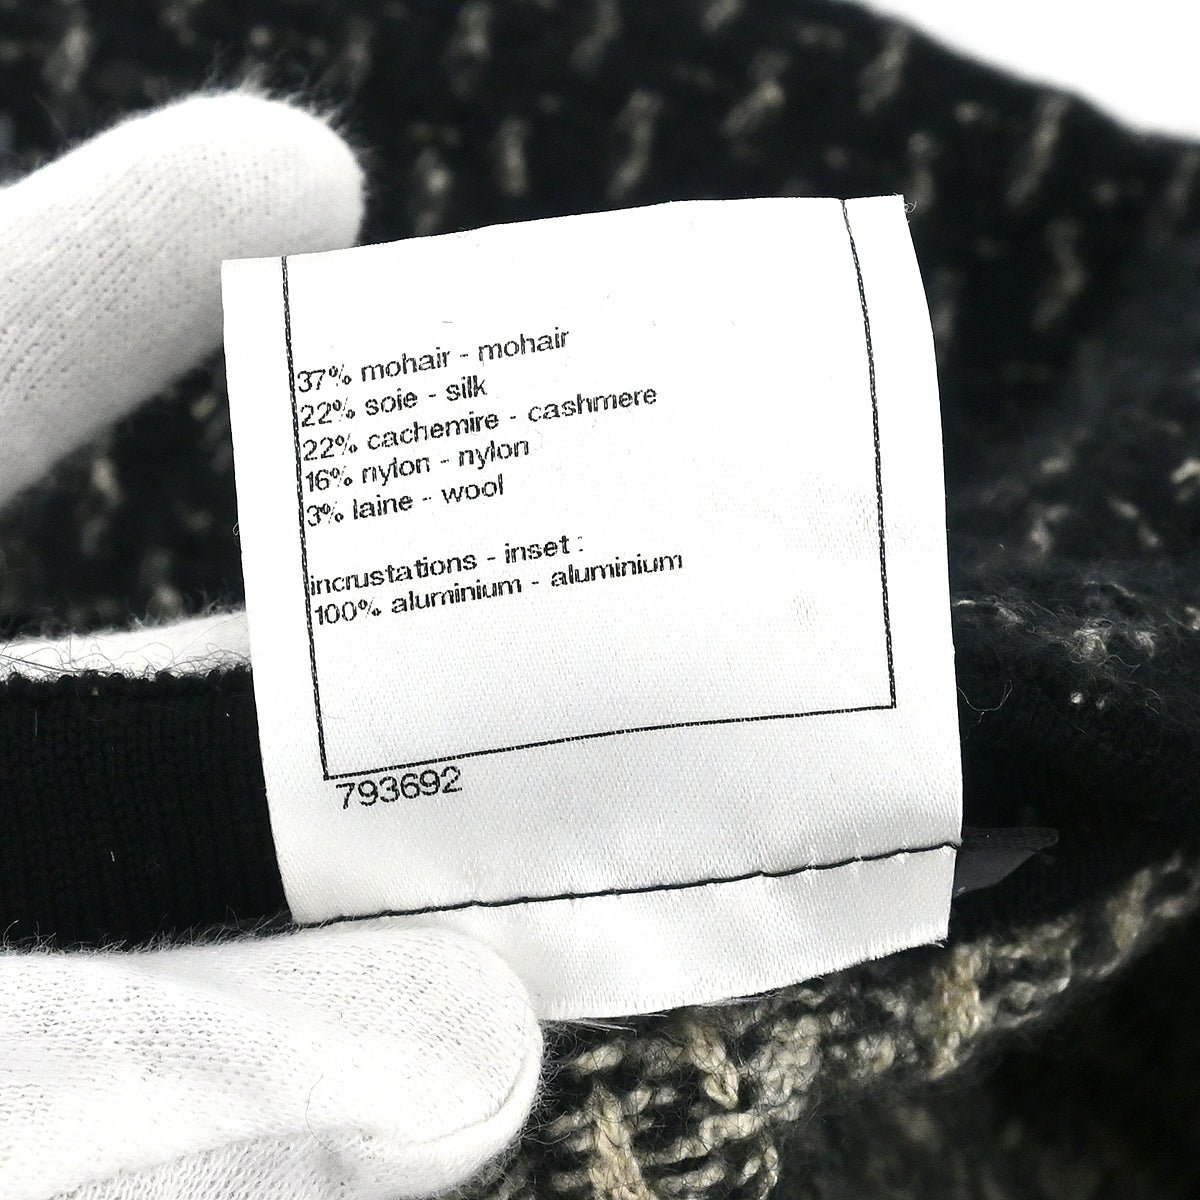 37% mohair - mohair
22% soie - silk
22% cachemire - cashmere
16% nylon - nylon
3% laine - wool
incrustations - inset :
100% aluminium - aluminium
793692